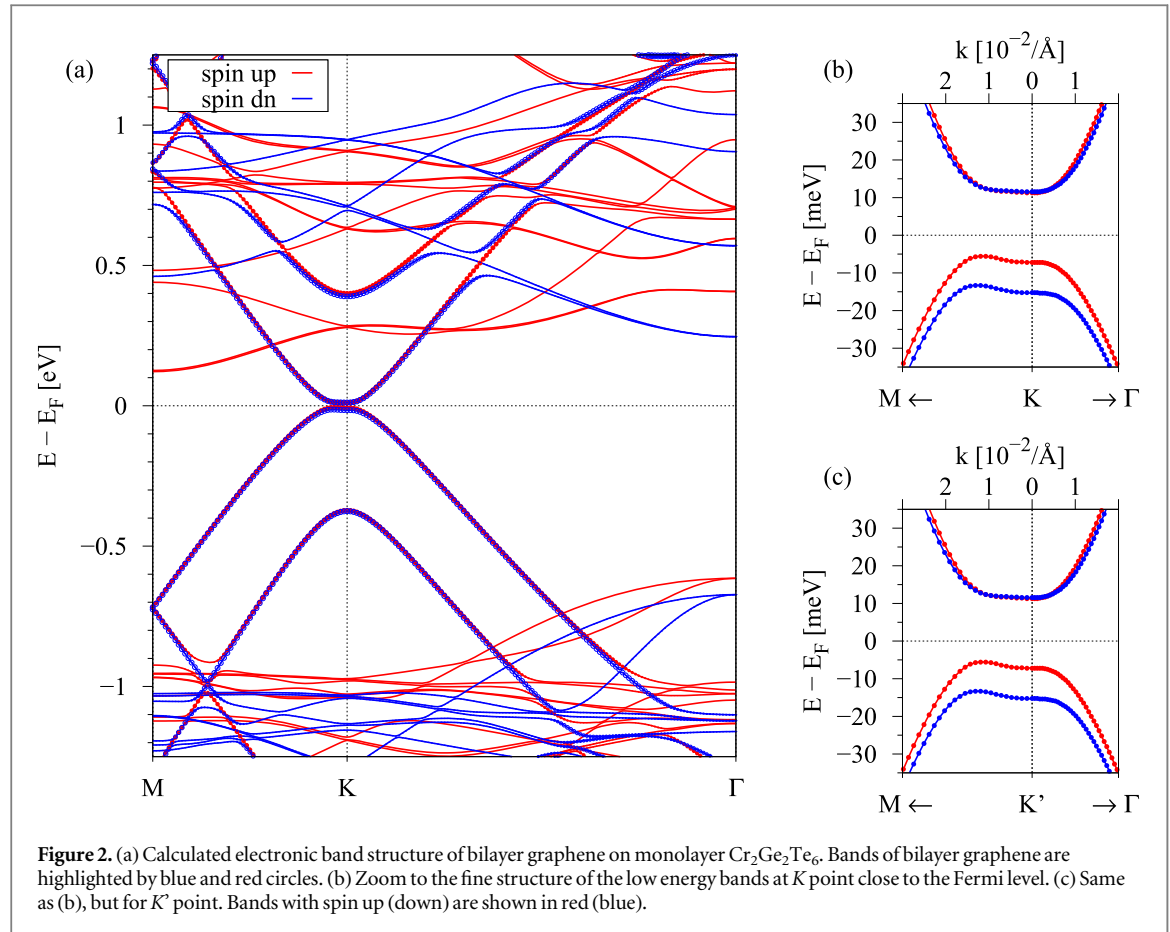 (a)
spin up
spin dn
E − E_F [eV]
1
0.5
0
−0.5
−1
M K Γ
(b)
k [10⁻²/Å]
2 1 0 1
E − E_F [meV]
30
20
10
0
−10
−20
−30
M ← K → Γ
(c)
k [10⁻²/Å]
2 1 0 1
E − E_F [meV]
30
20
10
0
−10
−20
−30
M ← K’ → Γ
Figure 2. (a) Calculated electronic band structure of bilayer graphene on monolayer Cr₂Ge₂Te₆. Bands of bilayer graphene are
highlighted by blue and red circles. (b) Zoom to the fine structure of the low energy bands at K point close to the Fermi level. (c) Same
as (b), but for K’ point. Bands with spin up (down) are shown in red (blue).